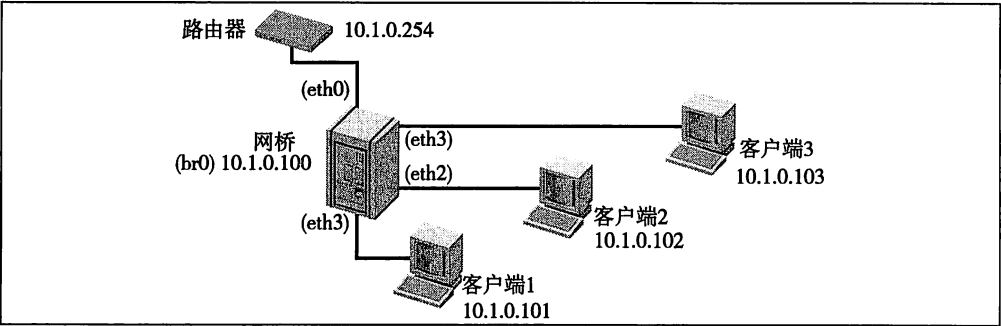 路由器 10.1.0.254
(eth0)
网桥
(br0) 10.1.0.100
(eth3)
(eth2)
(eth3)
客户端3
10.1.0.103
客户端2
10.1.0.102
客户端1
10.1.0.101